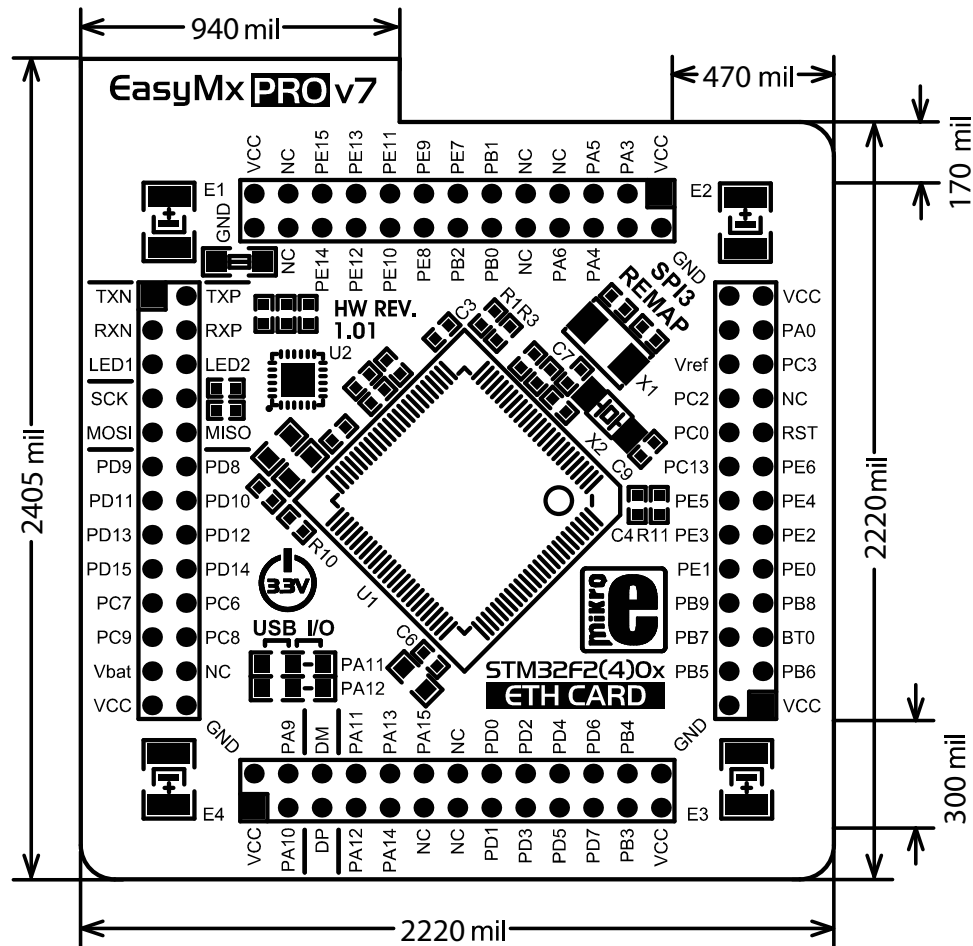 940 mil
EasyMx PRO v7
470 mil
170 mil
2405 mil
2220 mil
VCC NC PE15 PE13 PE11 PE9 PE7 PB1 NC NC PA5 PA3 VCC
E1
E2
GND NC PE14 PE12 PE10 PE8 PB2 PB0 NC PA6 PA4 GND
TXN TXP
RXN RXP
LED1 LED2
SCK
MOSI MISO
PD9 PD8
PD11 PD10
PD13 PD12
PD15 PD14
PC7 PC6
PC9 PC8
Vbat NC
VCC
GND
HW REV.
1.01
U2
C3
R1 R3
SPI3
REMAP
C7
X1
X2
C9
C4 R11
R10
U1
C6
3.3V
USB I/O
PA11
PA12
mikro
e
STM32F2(4)0x
ETH CARD
VCC
PA0
Vref PC3
PC2 NC
PC0 RST
PC13 PE6
PE5 PE4
PE3 PE2
PE1 PE0
PB9 PB8
PB7 BT0
PB5 PB6
VCC
GND
PA9 DM PA11 PA13 PA15 NC PD0 PD2 PD4 PD6 PB4
E4
E3
VCC PA10 DP PA12 PA14 NC NC PD1 PD3 PD5 PD7 PB3 VCC
300 mil
2220 mil